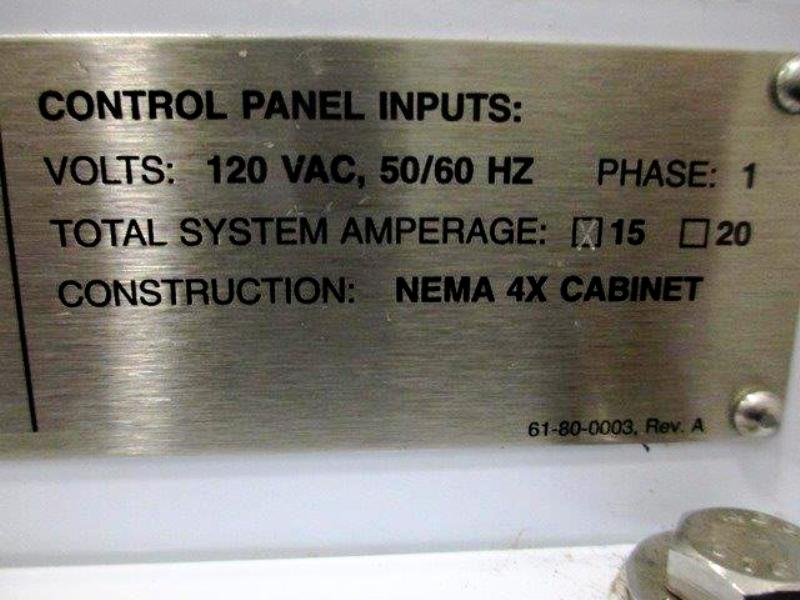 CONTROL PANEL INPUTS:
VOLTS: 120 VAC, 50/60 HZ PHASE: 1
TOTAL SYSTEM AMPERAGE: ☒ 15 ☐ 20
CONSTRUCTION: NEMA 4X CABINET
61-80-0003, Rev. A